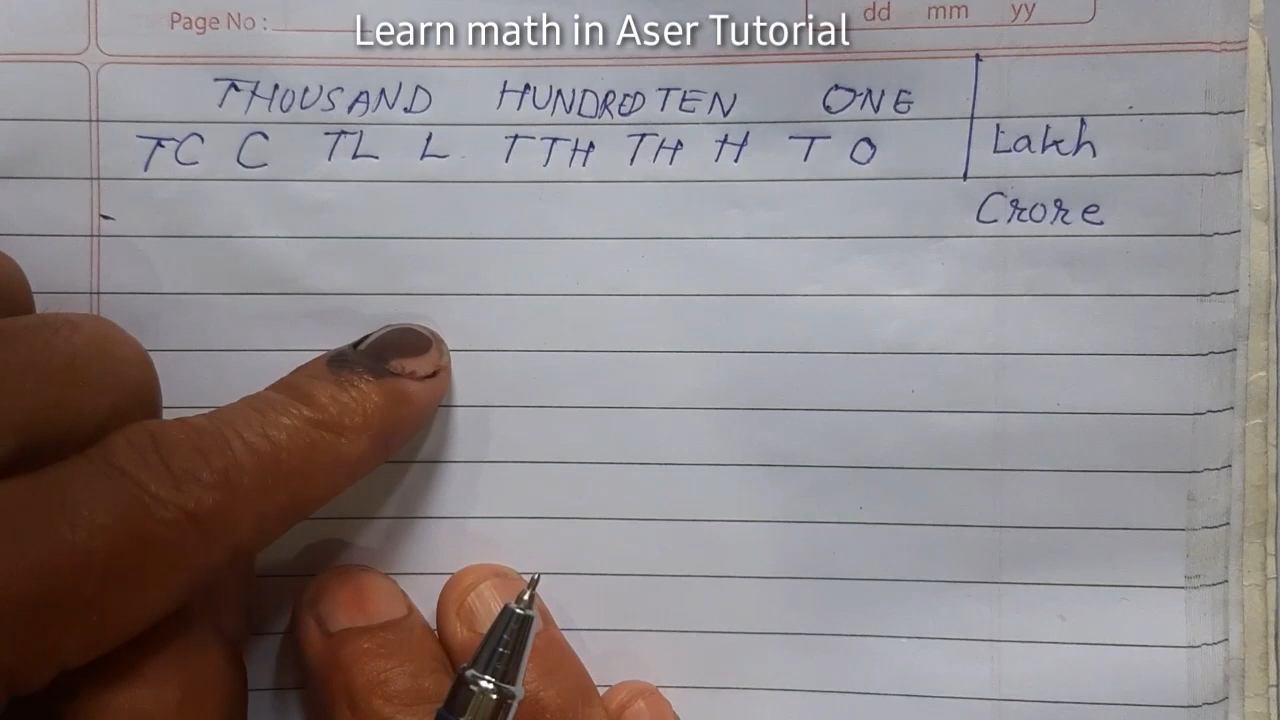 Page No :
dd mm yy
Learn math in Aser Tutorial
THOUSAND HUNDRED TEN ONE
TC C TL L TTH TH H T O Lakh
Crore